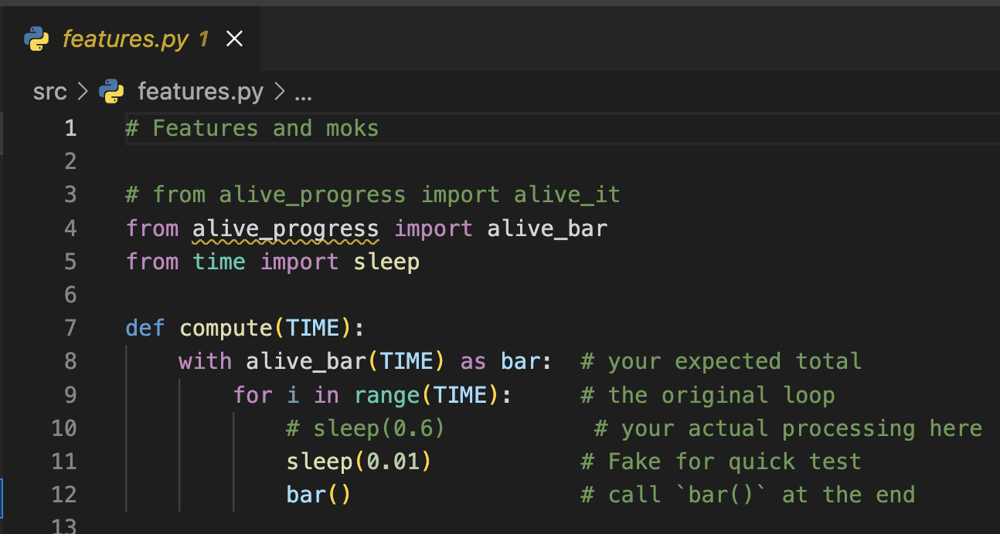 features.py 1
src > features.py > ...
1 # Features and moks
2
3 # from alive_progress import alive_it
4 from alive_progress import alive_bar
5 from time import sleep
6
7 def compute(TIME):
8     with alive_bar(TIME) as bar:  # your expected total
9         for i in range(TIME):     # the original loop
10             # sleep(0.6)           # your actual processing here
11             sleep(0.01)           # Fake for quick test
12             bar()                 # call `bar()` at the end
13